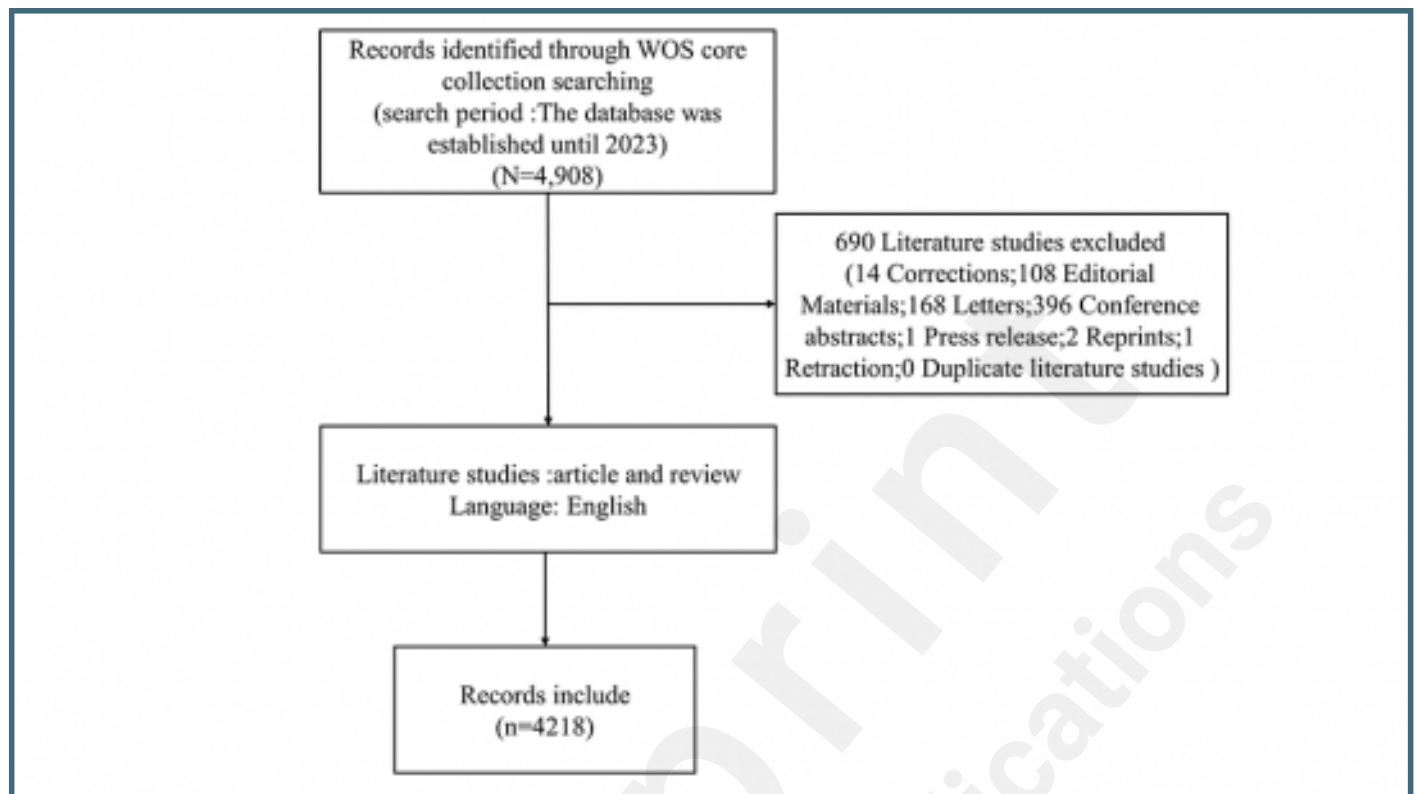 Records identified through WOS core
collection searching
(search period :The database was
established until 2023)
(N=4,908)
690 Literature studies excluded
(14 Corrections;108 Editorial
Materials;168 Letters;396 Conference
abstracts;1 Press release;2 Reprints;1
Retraction;0 Duplicate literature studies )
Literature studies :article and review
Language: English
Records include
(n=4218)